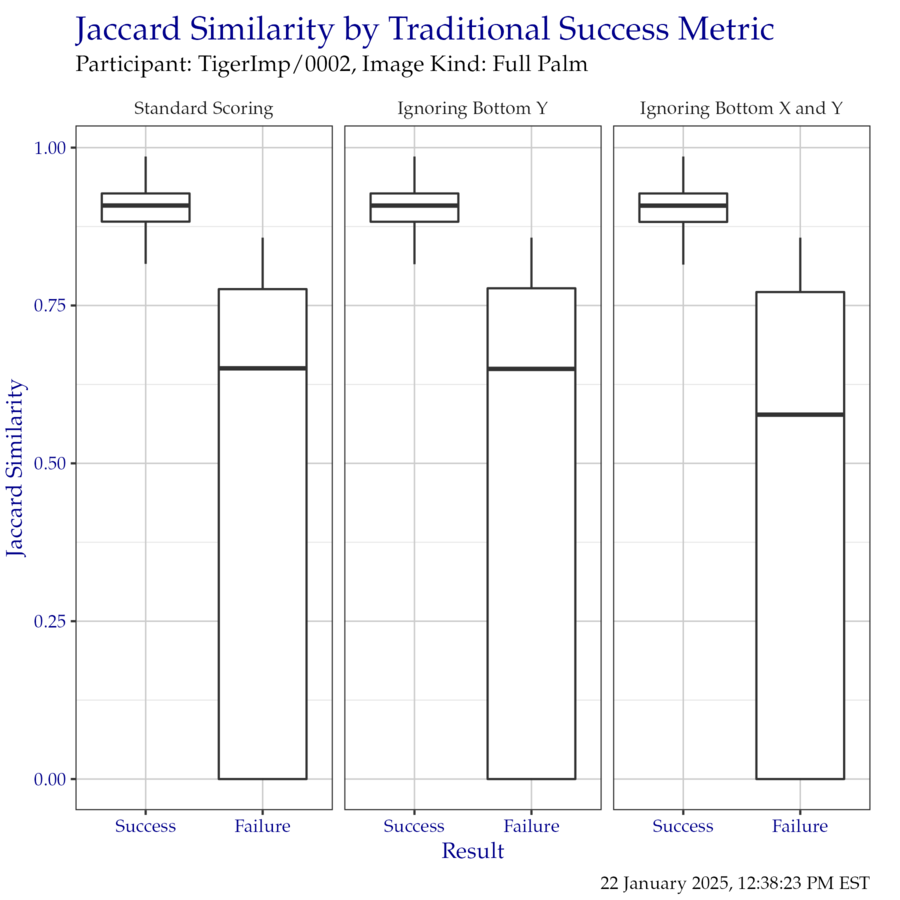 Jaccard Similarity by Traditional Success Metric
Participant: TigerImp/0002, Image Kind: Full Palm
Standard Scoring
Ignoring Bottom Y
Ignoring Bottom X and Y
Jaccard Similarity
1.00
0.75
0.50
0.25
0.00
Success
Failure
Success
Failure
Success
Failure
Result
22 January 2025, 12:38:23 PM EST